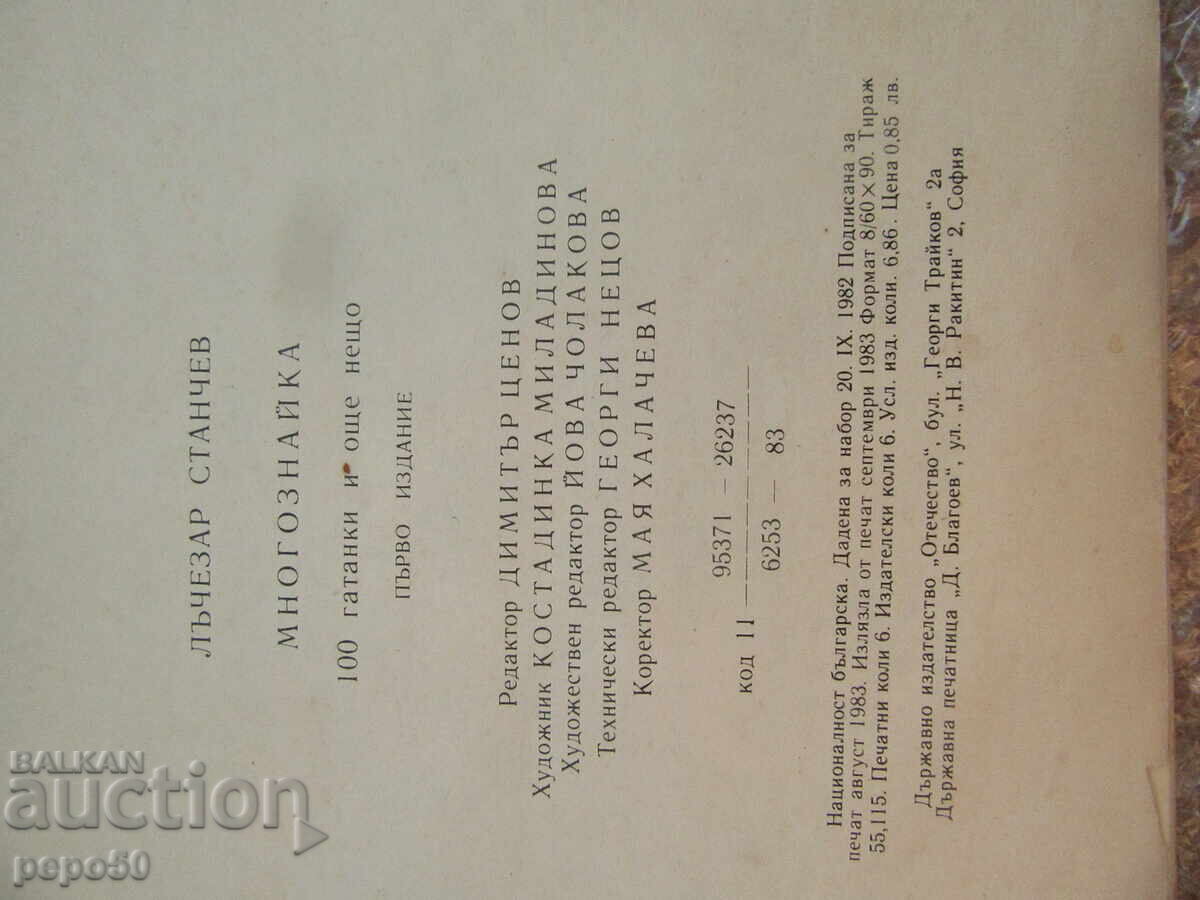 ЛЪЧЕЗАР СТАНЧЕВ
МНОГОЗНАЙКА
100 гатанки и още нещо
ПЪРВО ИЗДАНИЕ
Редактор ДИМИТЪР ЦЕНОВ
Художник КОСТАДИНКА МИЛАДИНОВА
Художествен редактор ЙОВА ЧОЛАКОВА
Технически редактор ГЕОРГИ НЕЦОВ
Коректор МАЯ ХАЛАЧЕВА
95371 — 26237
код 11 ————————
6253 — 83
Националност българска. Дадена за набор 20. IX. 1982 Подписана за
печат август 1983. Излязла от печат септември 1983 Формат 8/60×90. Тираж
55,115. Печатни коли 6. Издателски коли 6. Усл. изд. коли. 6,86. Цена 0,85 лв.
Държавно издателство „Отечество“, бул. „Георги Трайков“ 2а
Държавна печатница „Д. Благоев“, ул. „Н. В. Ракитин“ 2, София
BALKAN
auction
pepo50